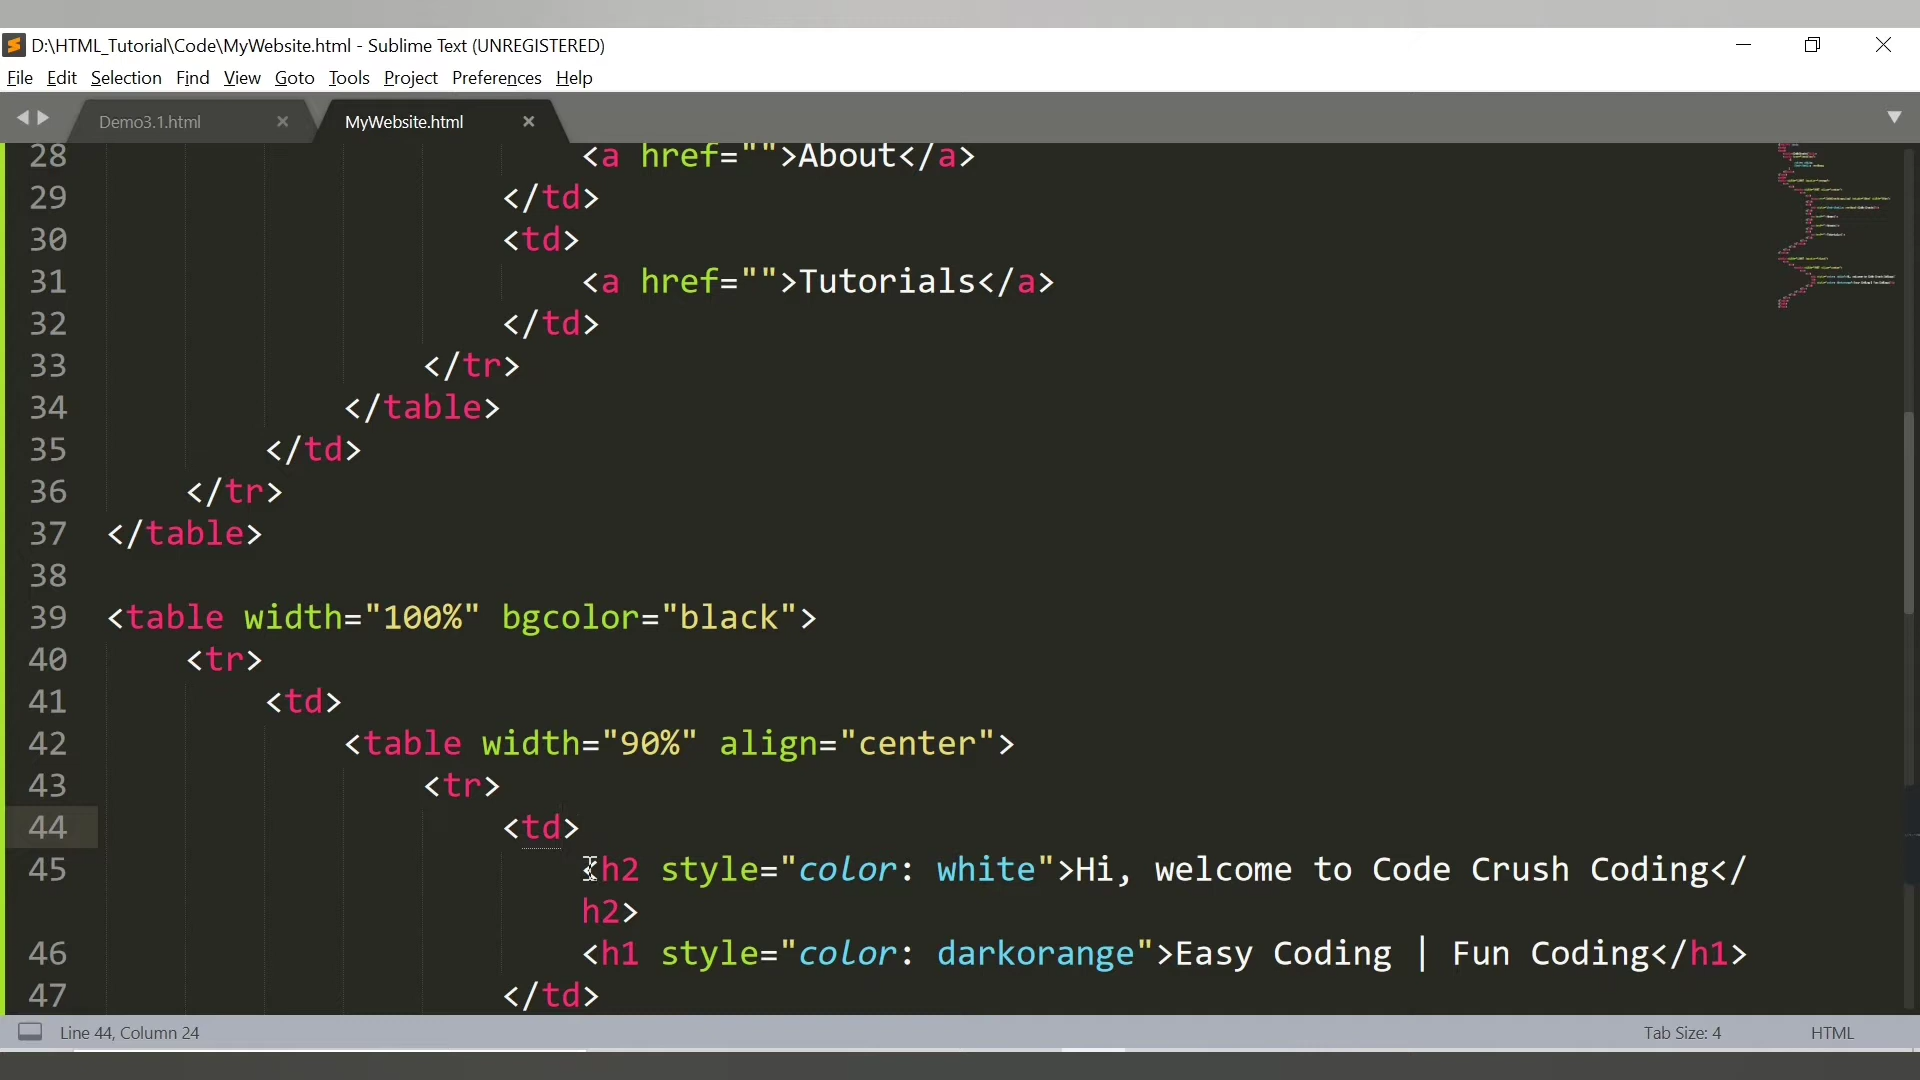 D:\HTML_Tutorial\Code\MyWebsite.html - Sublime Text (UNREGISTERED)
File Edit Selection Find View Goto Tools Project Preferences Help
Demo3.1.html × MyWebsite.html ×
28 <a href="">About</a>
29 </td>
30 <td>
31 <a href="">Tutorials</a>
32 </td>
33 </tr>
34 </table>
35 </td>
36 </tr>
37 </table>
38
39 <table width="100%" bgcolor="black">
40 <tr>
41 <td>
42 <table width="90%" align="center">
43 <tr>
44 <td>
45 <h2 style="color: white">Hi, welcome to Code Crush Coding</
h2>
46 <h1 style="color: darkorange">Easy Coding | Fun Coding</h1>
47 </td>
Line 44, Column 24 Tab Size: 4 HTML